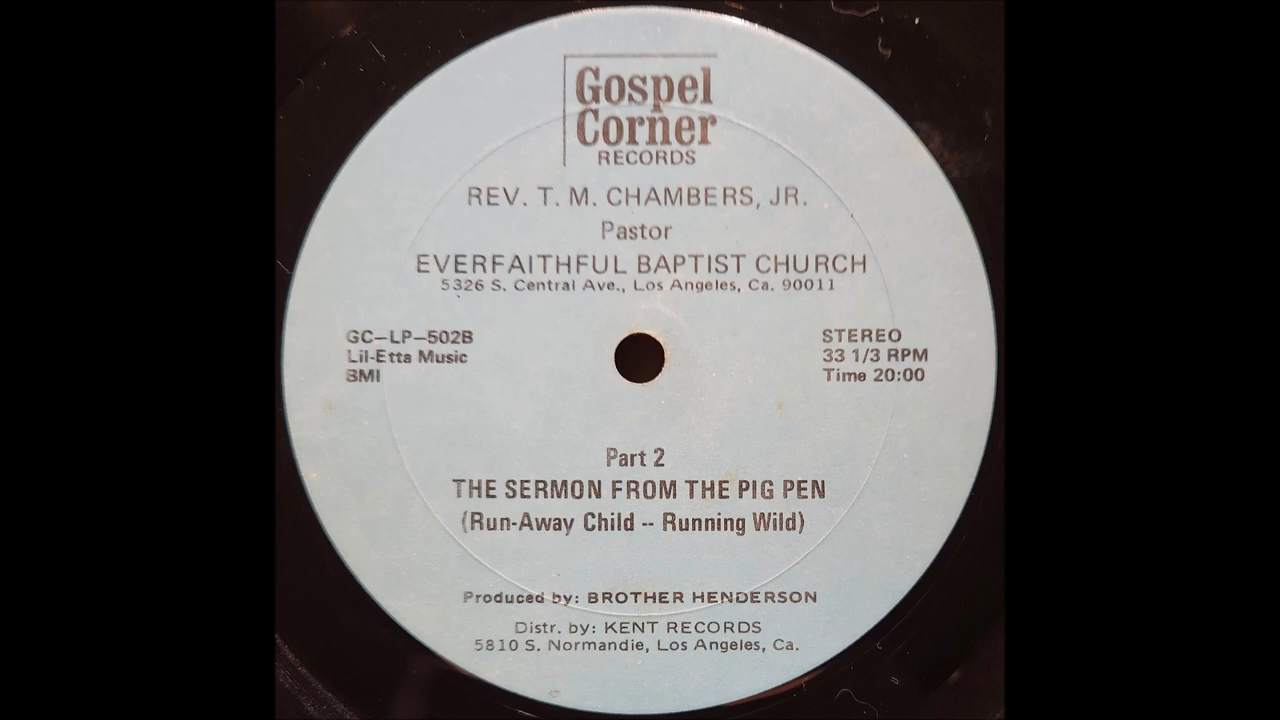 Gospel
Corner
RECORDS
REV. T. M. CHAMBERS, JR.
Pastor
EVERFAITHFUL BAPTIST CHURCH
5326 S. Central Ave., Los Angeles, Ca. 90011
GC—LP—502B
Lil-Etta Music
BMI
STEREO
33 1/3 RPM
Time 20:00
Part 2
THE SERMON FROM THE PIG PEN
(Run-Away Child -- Running Wild)
Produced by: BROTHER HENDERSON
Distr. by: KENT RECORDS
5810 S. Normandie, Los Angeles, Ca.